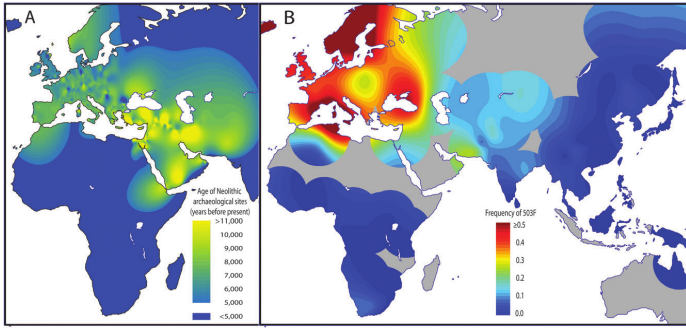 A
Age of Neolithic
archaeological sites
(years before present)
>11,000
10,000
9,000
8,000
7,000
6,000
5,000
<5,000
B
Frequency of 503F
≥0.5
0.4
0.3
0.2
0.1
0.0